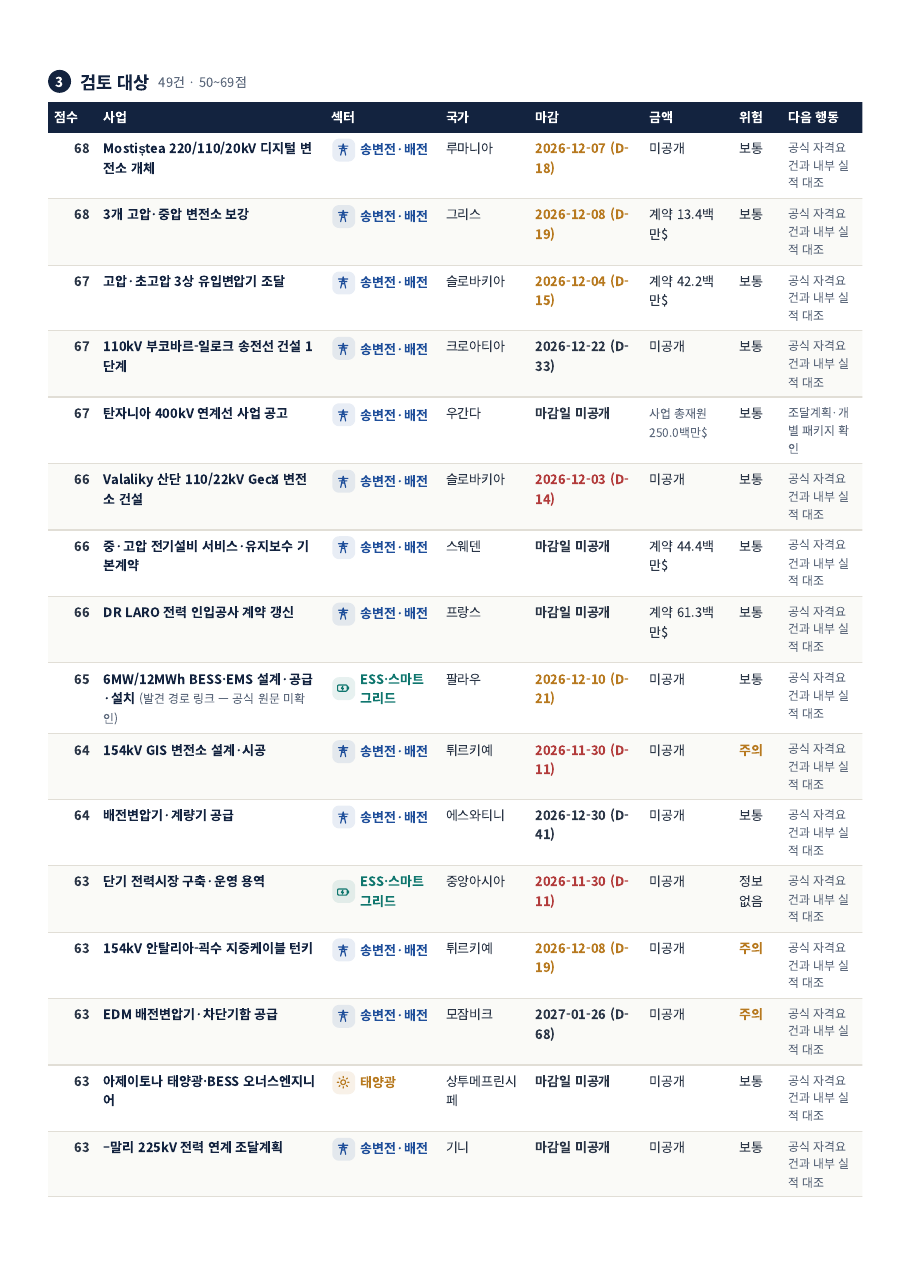 3 검토 대상 49건 · 50~69점
점수 사업 섹터 국가 마감 금액 위험 다음 행동
68 Mostiștea 220/110/20kV 디지털 변전소 개체 송변전·배전 루마니아 2026-12-07 (D-18) 미공개 보통 공식 자격요건과 내부 실적 대조
68 3개 고압·중압 변전소 보강 송변전·배전 그리스 2026-12-08 (D-19) 계약 13.4백만$ 보통 공식 자격요건과 내부 실적 대조
67 고압·초고압 3상 유입변압기 조달 송변전·배전 슬로바키아 2026-12-04 (D-15) 계약 42.2백만$ 보통 공식 자격요건과 내부 실적 대조
67 110kV 부코바르-일로크 송전선 건설 1단계 송변전·배전 크로아티아 2026-12-22 (D-33) 미공개 보통 공식 자격요건과 내부 실적 대조
67 탄자니아 400kV 연계선 사업 공고 송변전·배전 우간다 마감일 미공개 사업 총재원 250.0백만$ 보통 조달계획·개별 패키지 확인
66 Valaliky 산단 110/22kV 변전소 건설 송변전·배전 슬로바키아 2026-12-03 (D-14) 미공개 보통 공식 자격요건과 내부 실적 대조
66 중·고압 전기설비 서비스·유지보수 기본계약 송변전·배전 스웨덴 마감일 미공개 계약 44.4백만$ 보통 공식 자격요건과 내부 실적 대조
66 DR LARO 전력 인입공사 계약 갱신 송변전·배전 프랑스 마감일 미공개 계약 61.3백만$ 보통 공식 자격요건과 내부 실적 대조
65 6MW/12MWh BESS·EMS 설계·공급·설치 (발견 경로 링크 — 공식 원문 미확인) ESS·스마트그리드 팔라우 2026-12-10 (D-21) 미공개 보통 공식 자격요건과 내부 실적 대조
64 154kV GIS 변전소 설계·시공 송변전·배전 튀르키예 2026-11-30 (D-11) 미공개 주의 공식 자격요건과 내부 실적 대조
64 배전변압기·계량기 공급 송변전·배전 에스와티니 2026-12-30 (D-41) 미공개 보통 공식 자격요건과 내부 실적 대조
63 단기 전력시장 구축·운영 용역 ESS·스마트그리드 중앙아시아 2026-11-30 (D-11) 미공개 정보 없음 공식 자격요건과 내부 실적 대조
63 154kV 안탈리아-괵수 지중케이블 턴키 송변전·배전 튀르키예 2026-12-08 (D-19) 미공개 주의 공식 자격요건과 내부 실적 대조
63 EDM 배전변압기·차단기함 공급 송변전·배전 모잠비크 2027-01-26 (D-68) 미공개 주의 공식 자격요건과 내부 실적 대조
63 아제이토나 태양광·BESS 오너스엔지니어 태양광 상투메프린시페 마감일 미공개 미공개 보통 공식 자격요건과 내부 실적 대조
63 –말리 225kV 전력 연계 조달계획 송변전·배전 기니 마감일 미공개 미공개 보통 공식 자격요건과 내부 실적 대조